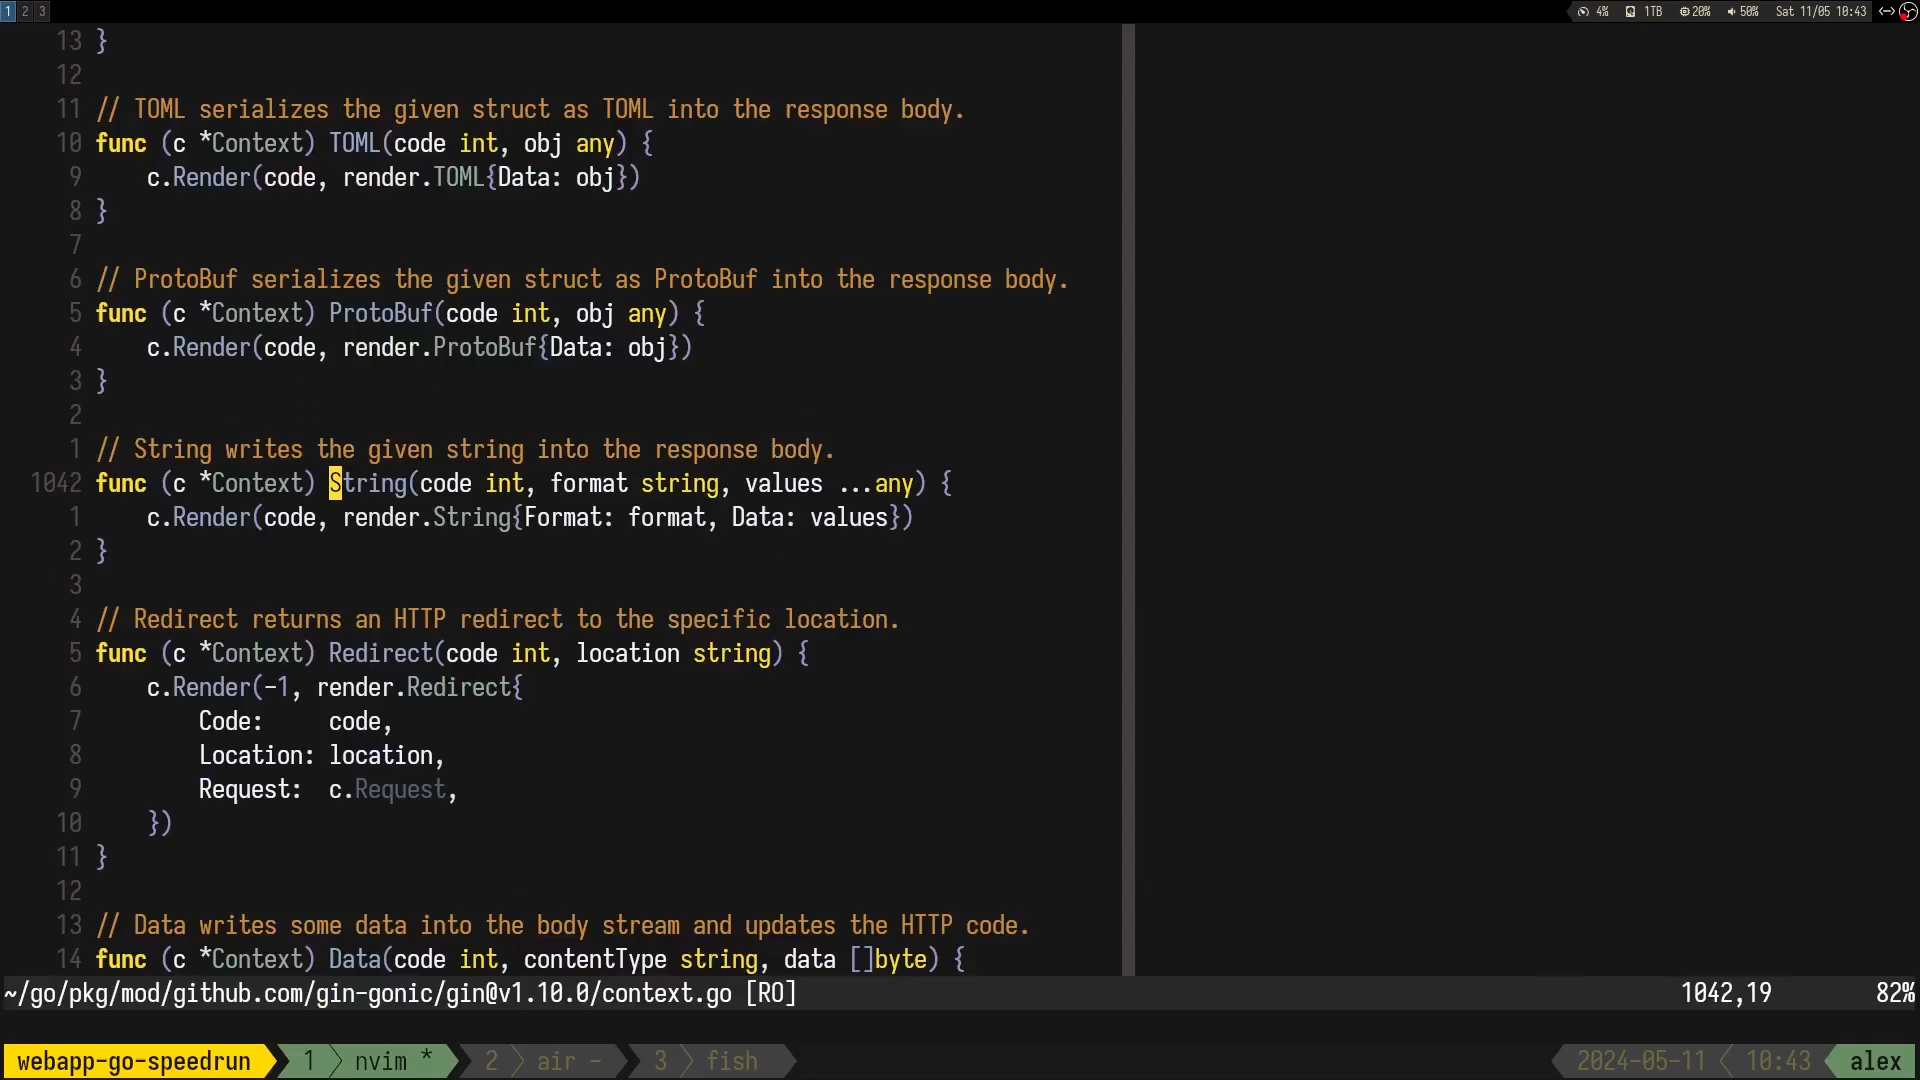 1 2 3 4% 1TB 20% 50% Sat 11/05 10:43
13 }
12
11 // TOML serializes the given struct as TOML into the response body.
10 func (c *Context) TOML(code int, obj any) {
9     c.Render(code, render.TOML{Data: obj})
8 }
7
6 // ProtoBuf serializes the given struct as ProtoBuf into the response body.
5 func (c *Context) ProtoBuf(code int, obj any) {
4     c.Render(code, render.ProtoBuf{Data: obj})
3 }
2
1 // String writes the given string into the response body.
1042 func (c *Context) String(code int, format string, values ...any) {
1     c.Render(code, render.String{Format: format, Data: values})
2 }
3
4 // Redirect returns an HTTP redirect to the specific location.
5 func (c *Context) Redirect(code int, location string) {
6     c.Render(-1, render.Redirect{
7         Code:     code,
8         Location: location,
9         Request:  c.Request,
10     })
11 }
12
13 // Data writes some data into the body stream and updates the HTTP code.
14 func (c *Context) Data(code int, contentType string, data []byte) {
~/go/pkg/mod/github.com/gin-gonic/gin@v1.10.0/context.go [RO] 1042,19 82%
webapp-go-speedrun 1 nvim * 2 air - 3 fish 2024-05-11 10:43 alex